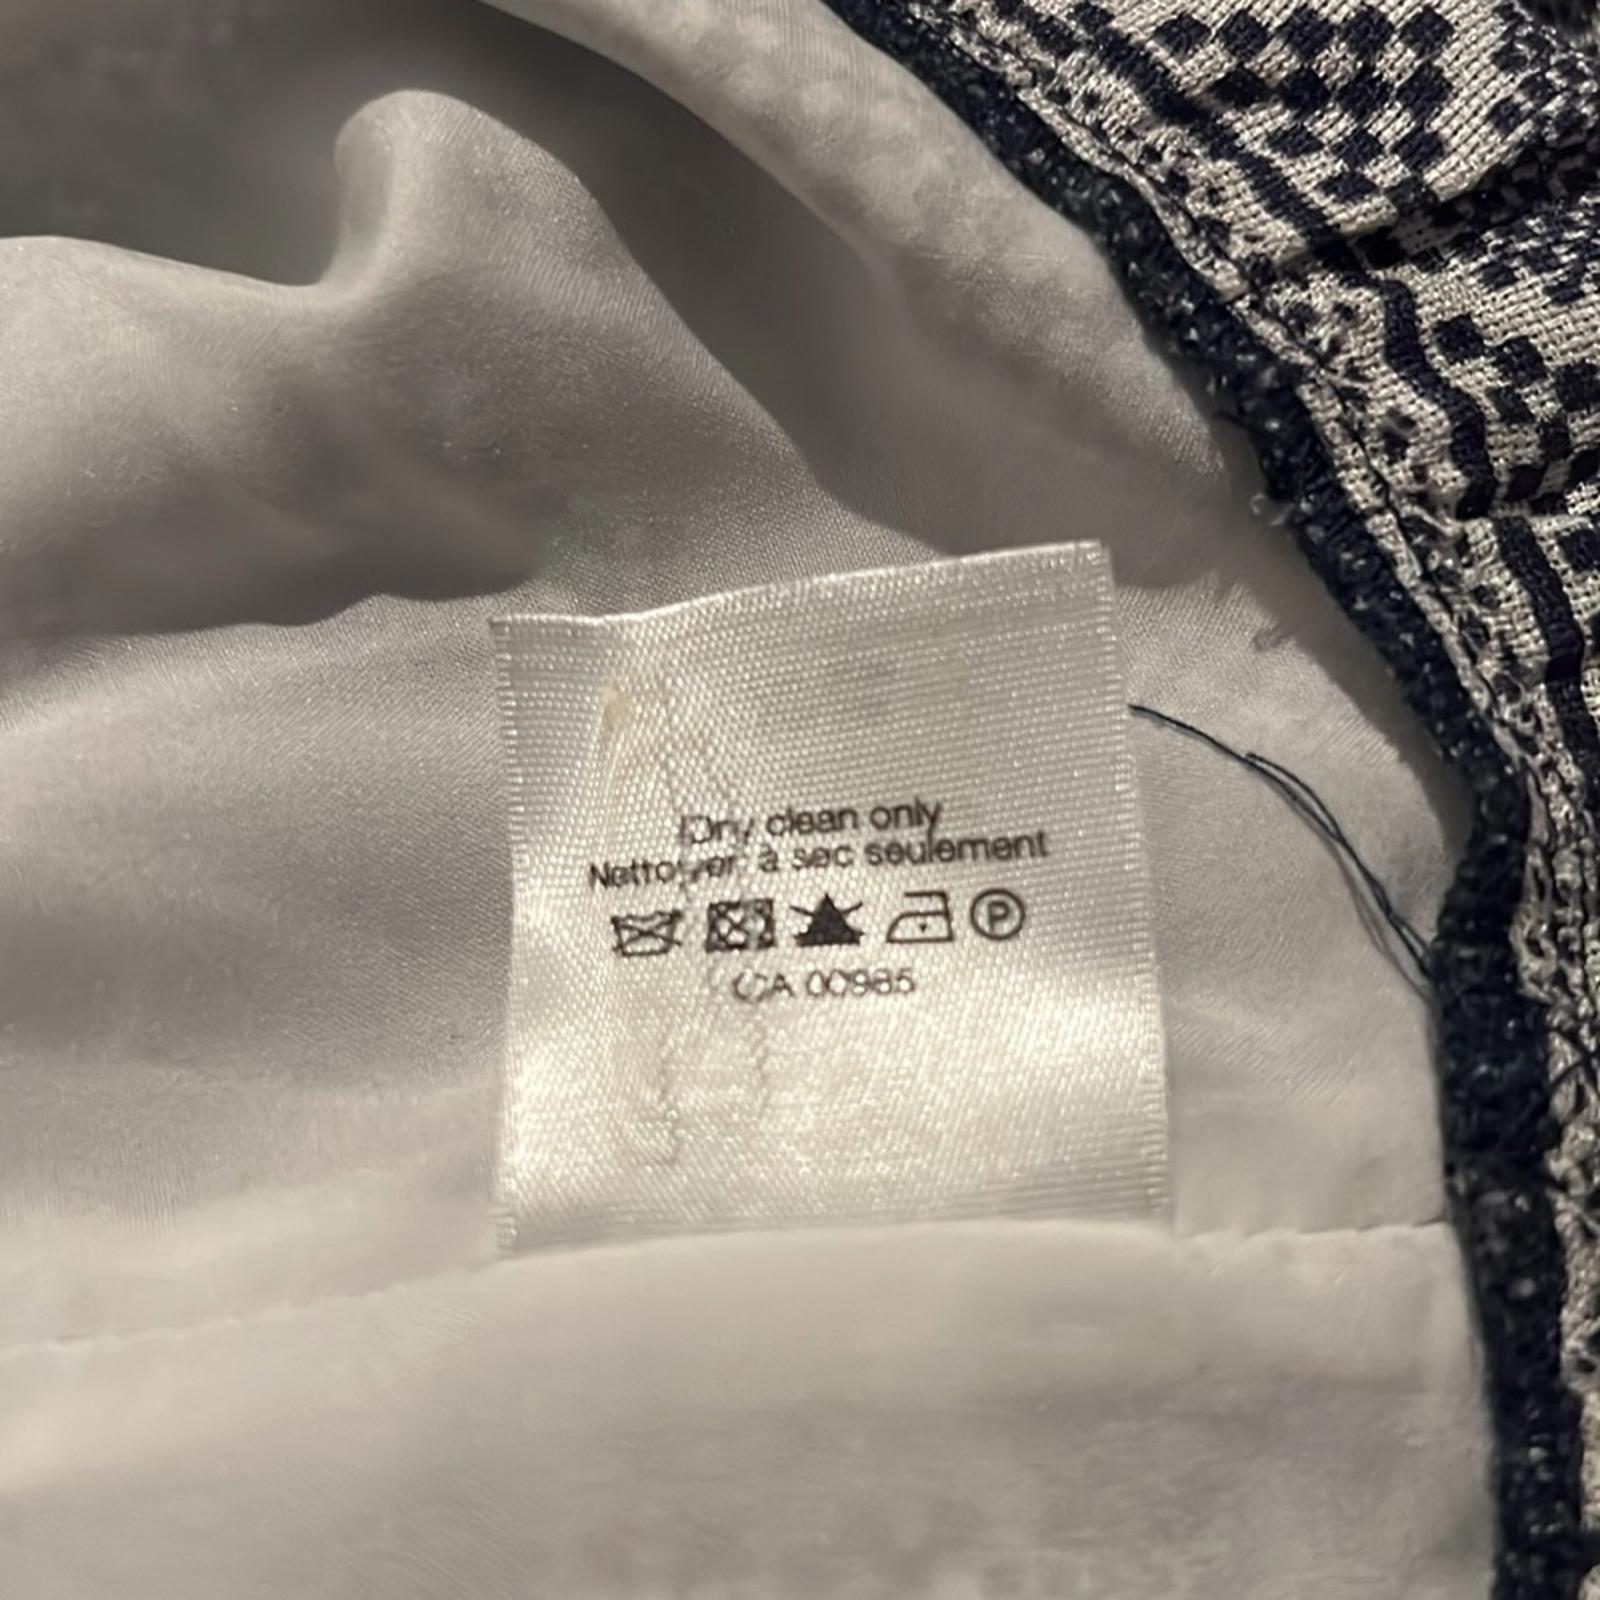 Dry clean only
Nettoyer à sec seulement
P
CA 00985